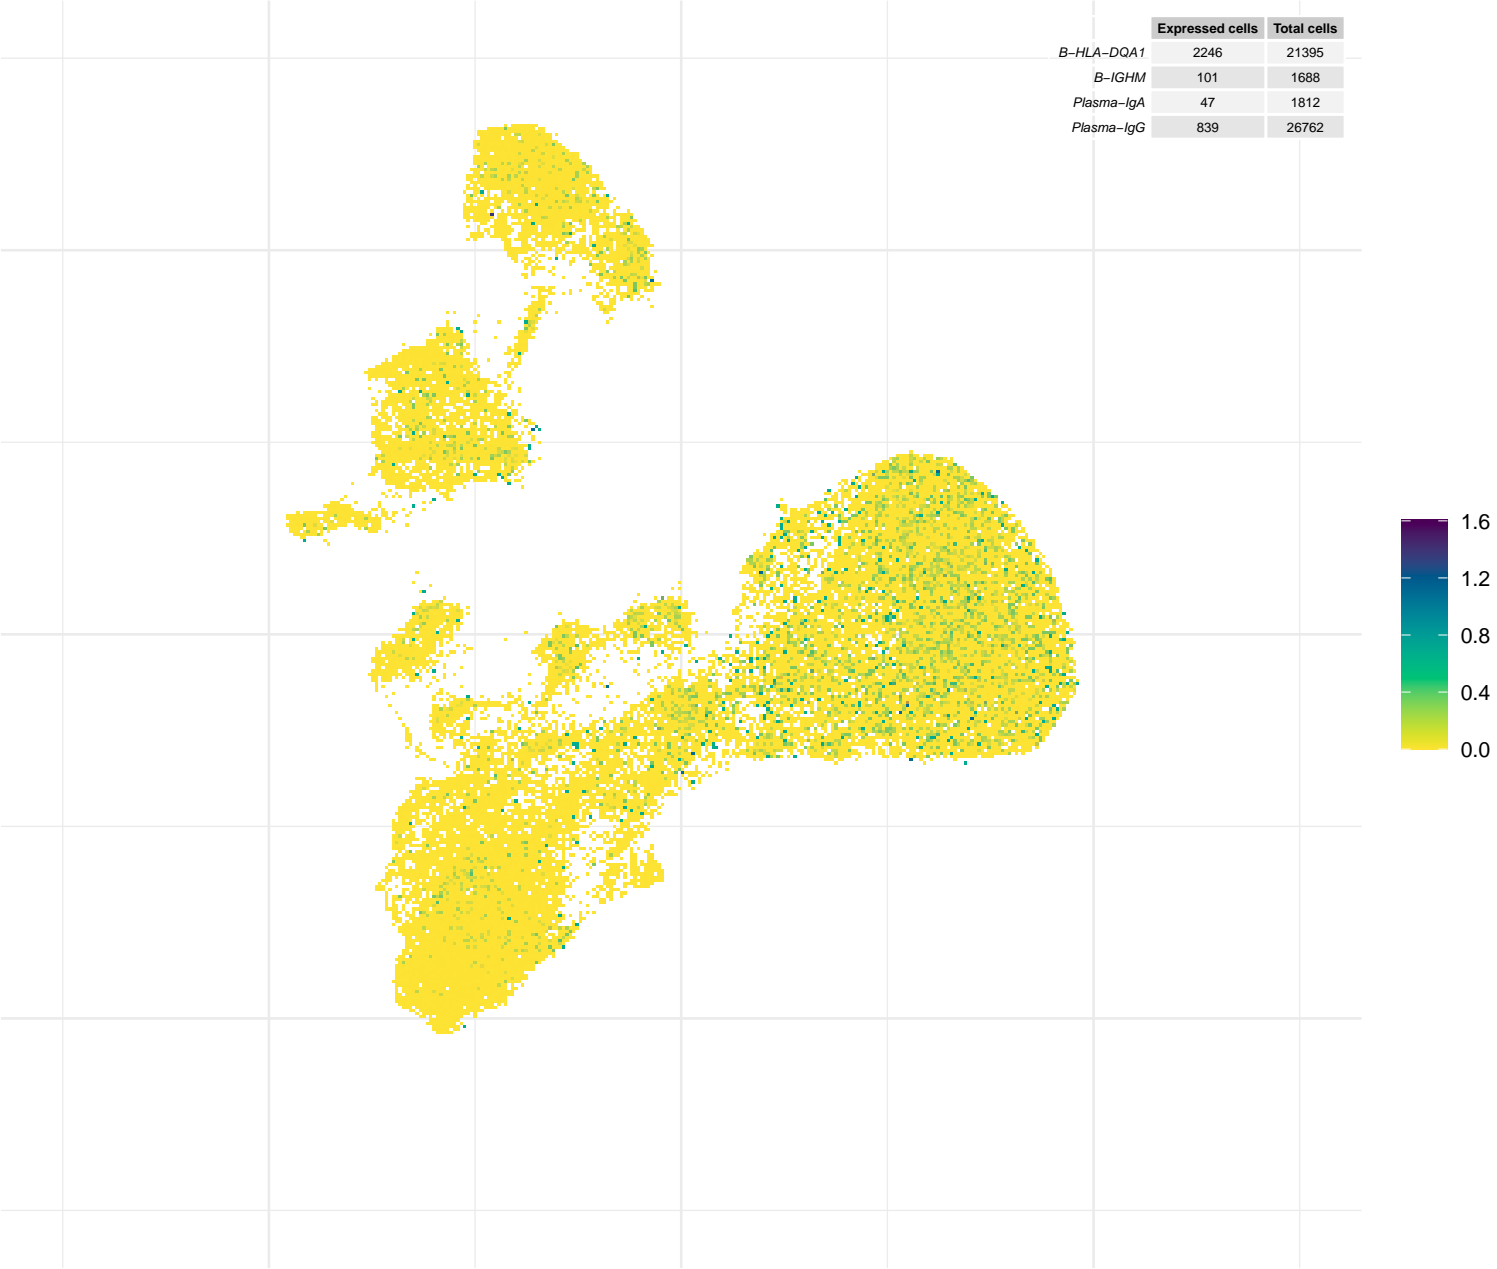 Expressed cells Total cells
B−HLA−DQA1 2246 21395
B−IGHM 101 1688
Plasma−IgA 47 1812
Plasma−IgG 839 26762
1.6
1.2
0.8
0.4
0.0